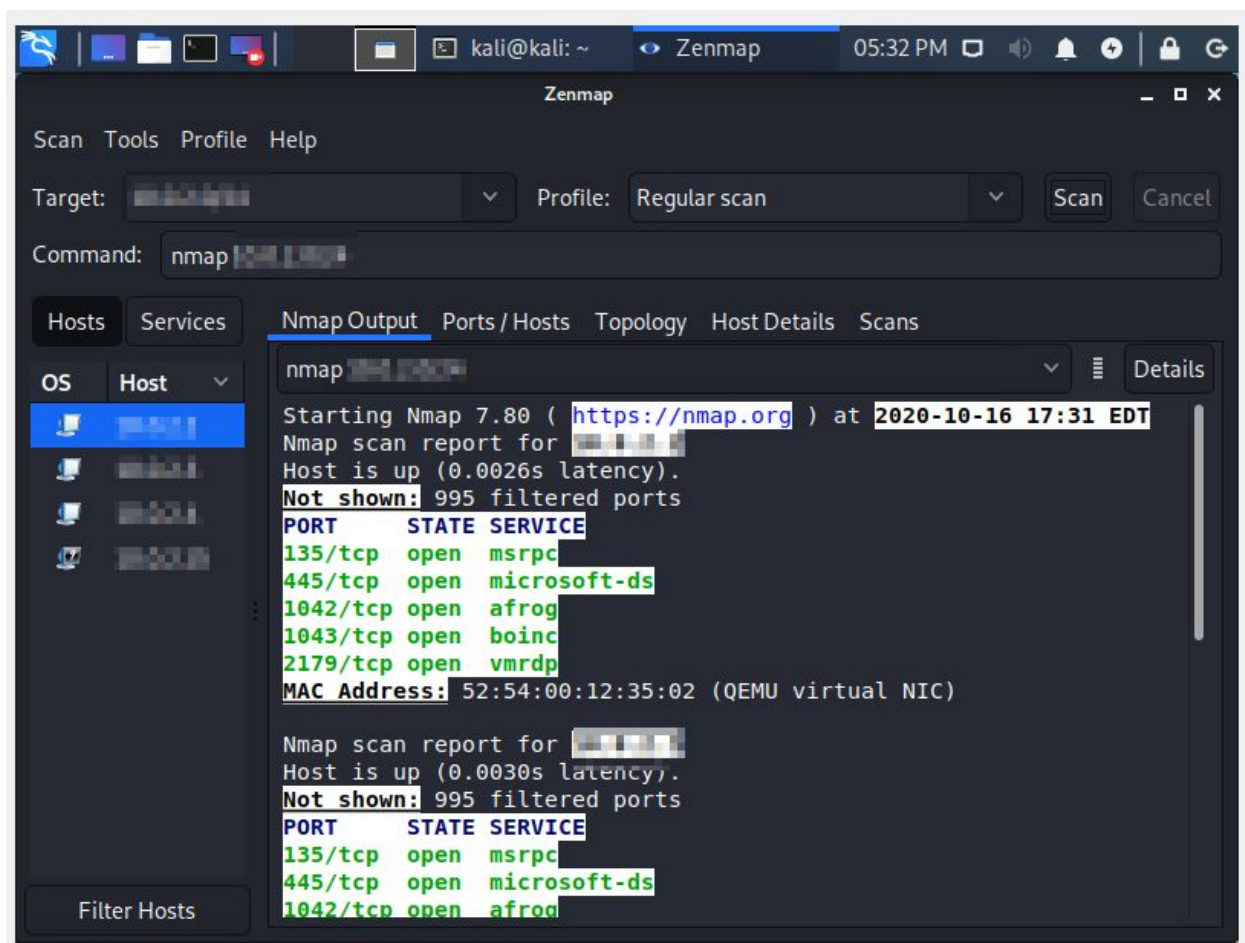 kali@kali: ~ Zenmap 05:32 PM
Zenmap
Scan Tools Profile Help
Target: Profile: Regular scan Scan Cancel
Command: nmap
Hosts Services Nmap Output Ports / Hosts Topology Host Details Scans
nmap Details
OS Host
Starting Nmap 7.80 ( https://nmap.org ) at 2020-10-16 17:31 EDT
Nmap scan report for
Host is up (0.0026s latency).
Not shown: 995 filtered ports
PORT STATE SERVICE
135/tcp open msrpc
445/tcp open microsoft-ds
1042/tcp open afrog
1043/tcp open boinc
2179/tcp open vmrdp
MAC Address: 52:54:00:12:35:02 (QEMU virtual NIC)
Nmap scan report for
Host is up (0.0030s latency).
Not shown: 995 filtered ports
PORT STATE SERVICE
135/tcp open msrpc
445/tcp open microsoft-ds
1042/tcp open afrog
Filter Hosts